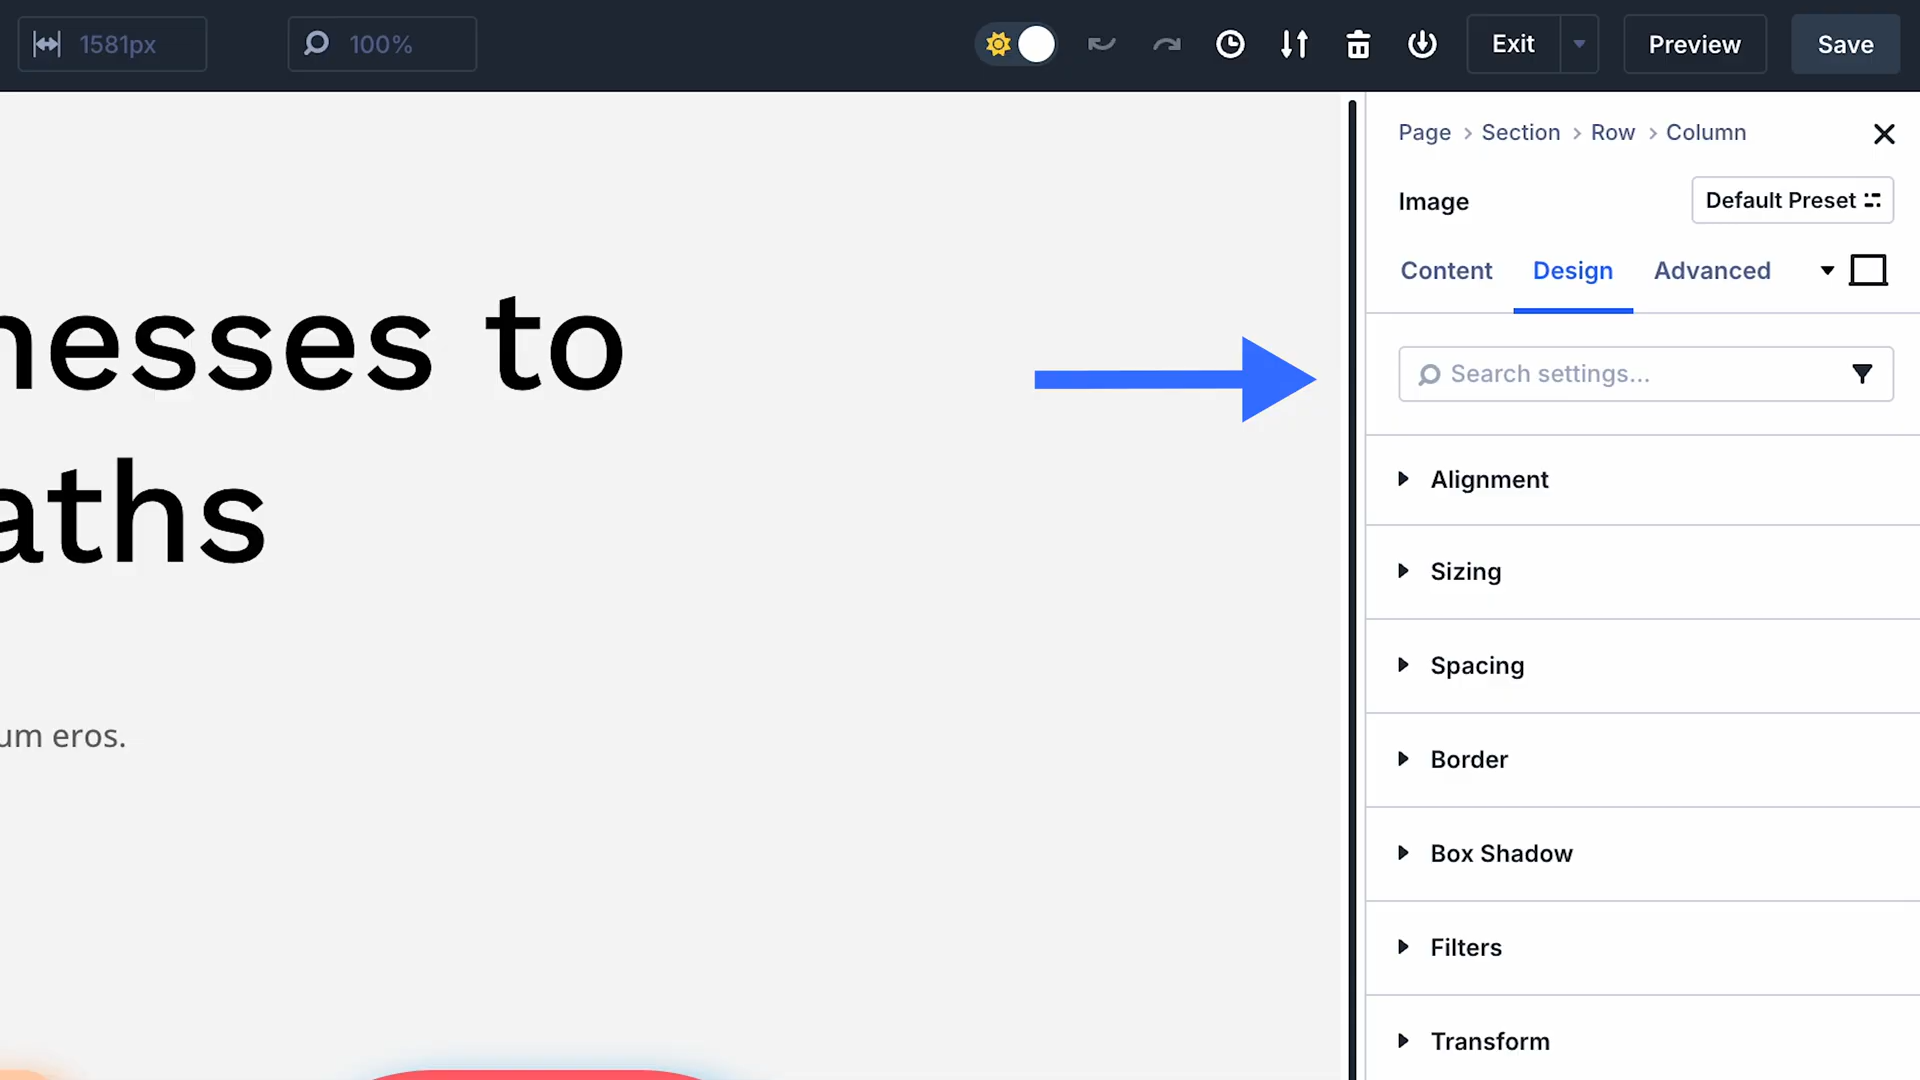 1581px
100%
Exit
Preview
Save
Page > Section > Row > Column
Image
Default Preset
Content
Design
Advanced
Search settings...
Alignment
Sizing
Spacing
Border
Box Shadow
Filters
Transform
nesses to
aths
um eros.